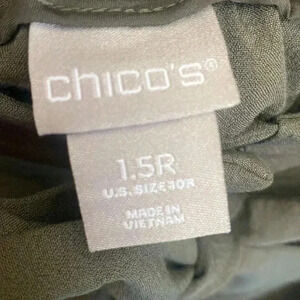 chico's®
1.5R
U.S. SIZE 10R
MADE IN
VIETNAM